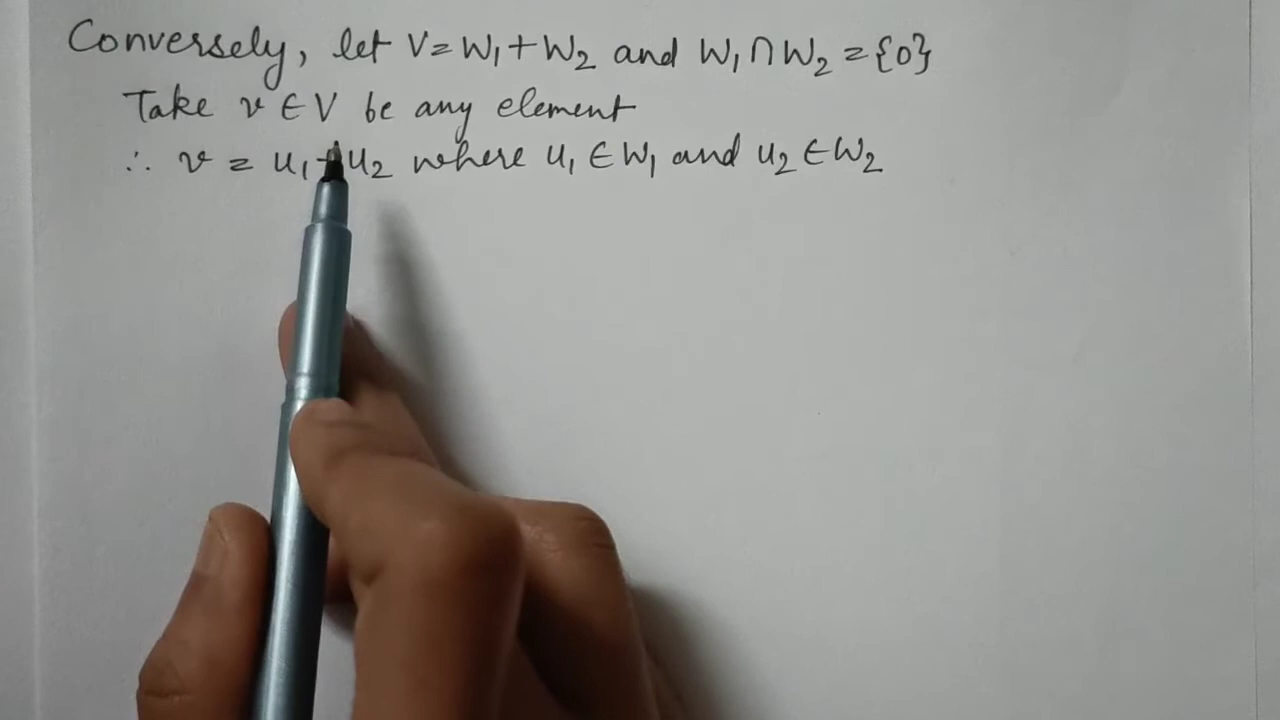 Conversely, let V = W₁ + W₂ and W₁ ∩ W₂ = {0}
Take v ∈ V be any element
∴ v = u₁ + u₂ where u₁ ∈ W₁ and u₂ ∈ W₂